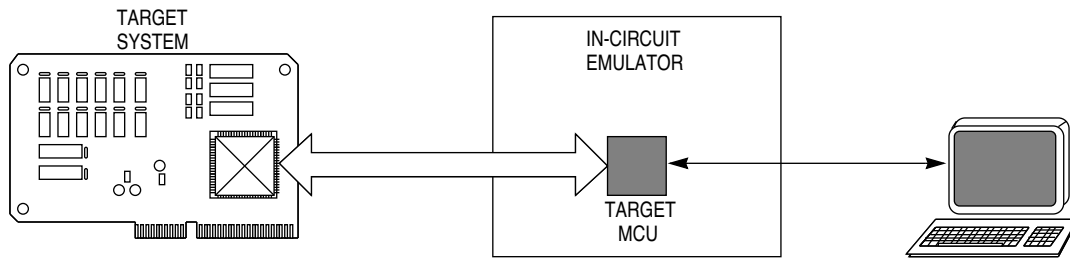 TARGET
SYSTEM
IN-CIRCUIT
EMULATOR
TARGET
MCU